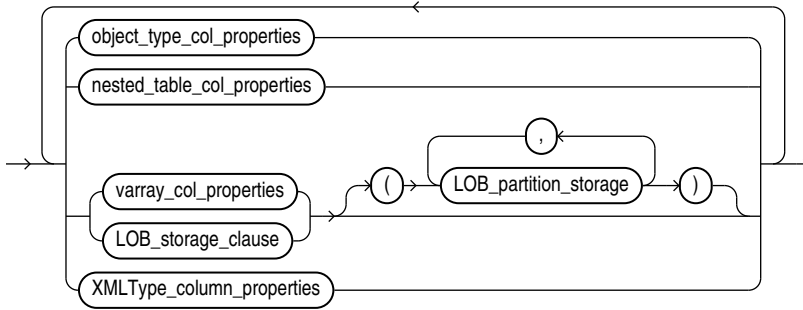 object_type_col_properties
nested_table_col_properties
,
( LOB_partition_storage )
varray_col_properties
LOB_storage_clause
XMLType_column_properties